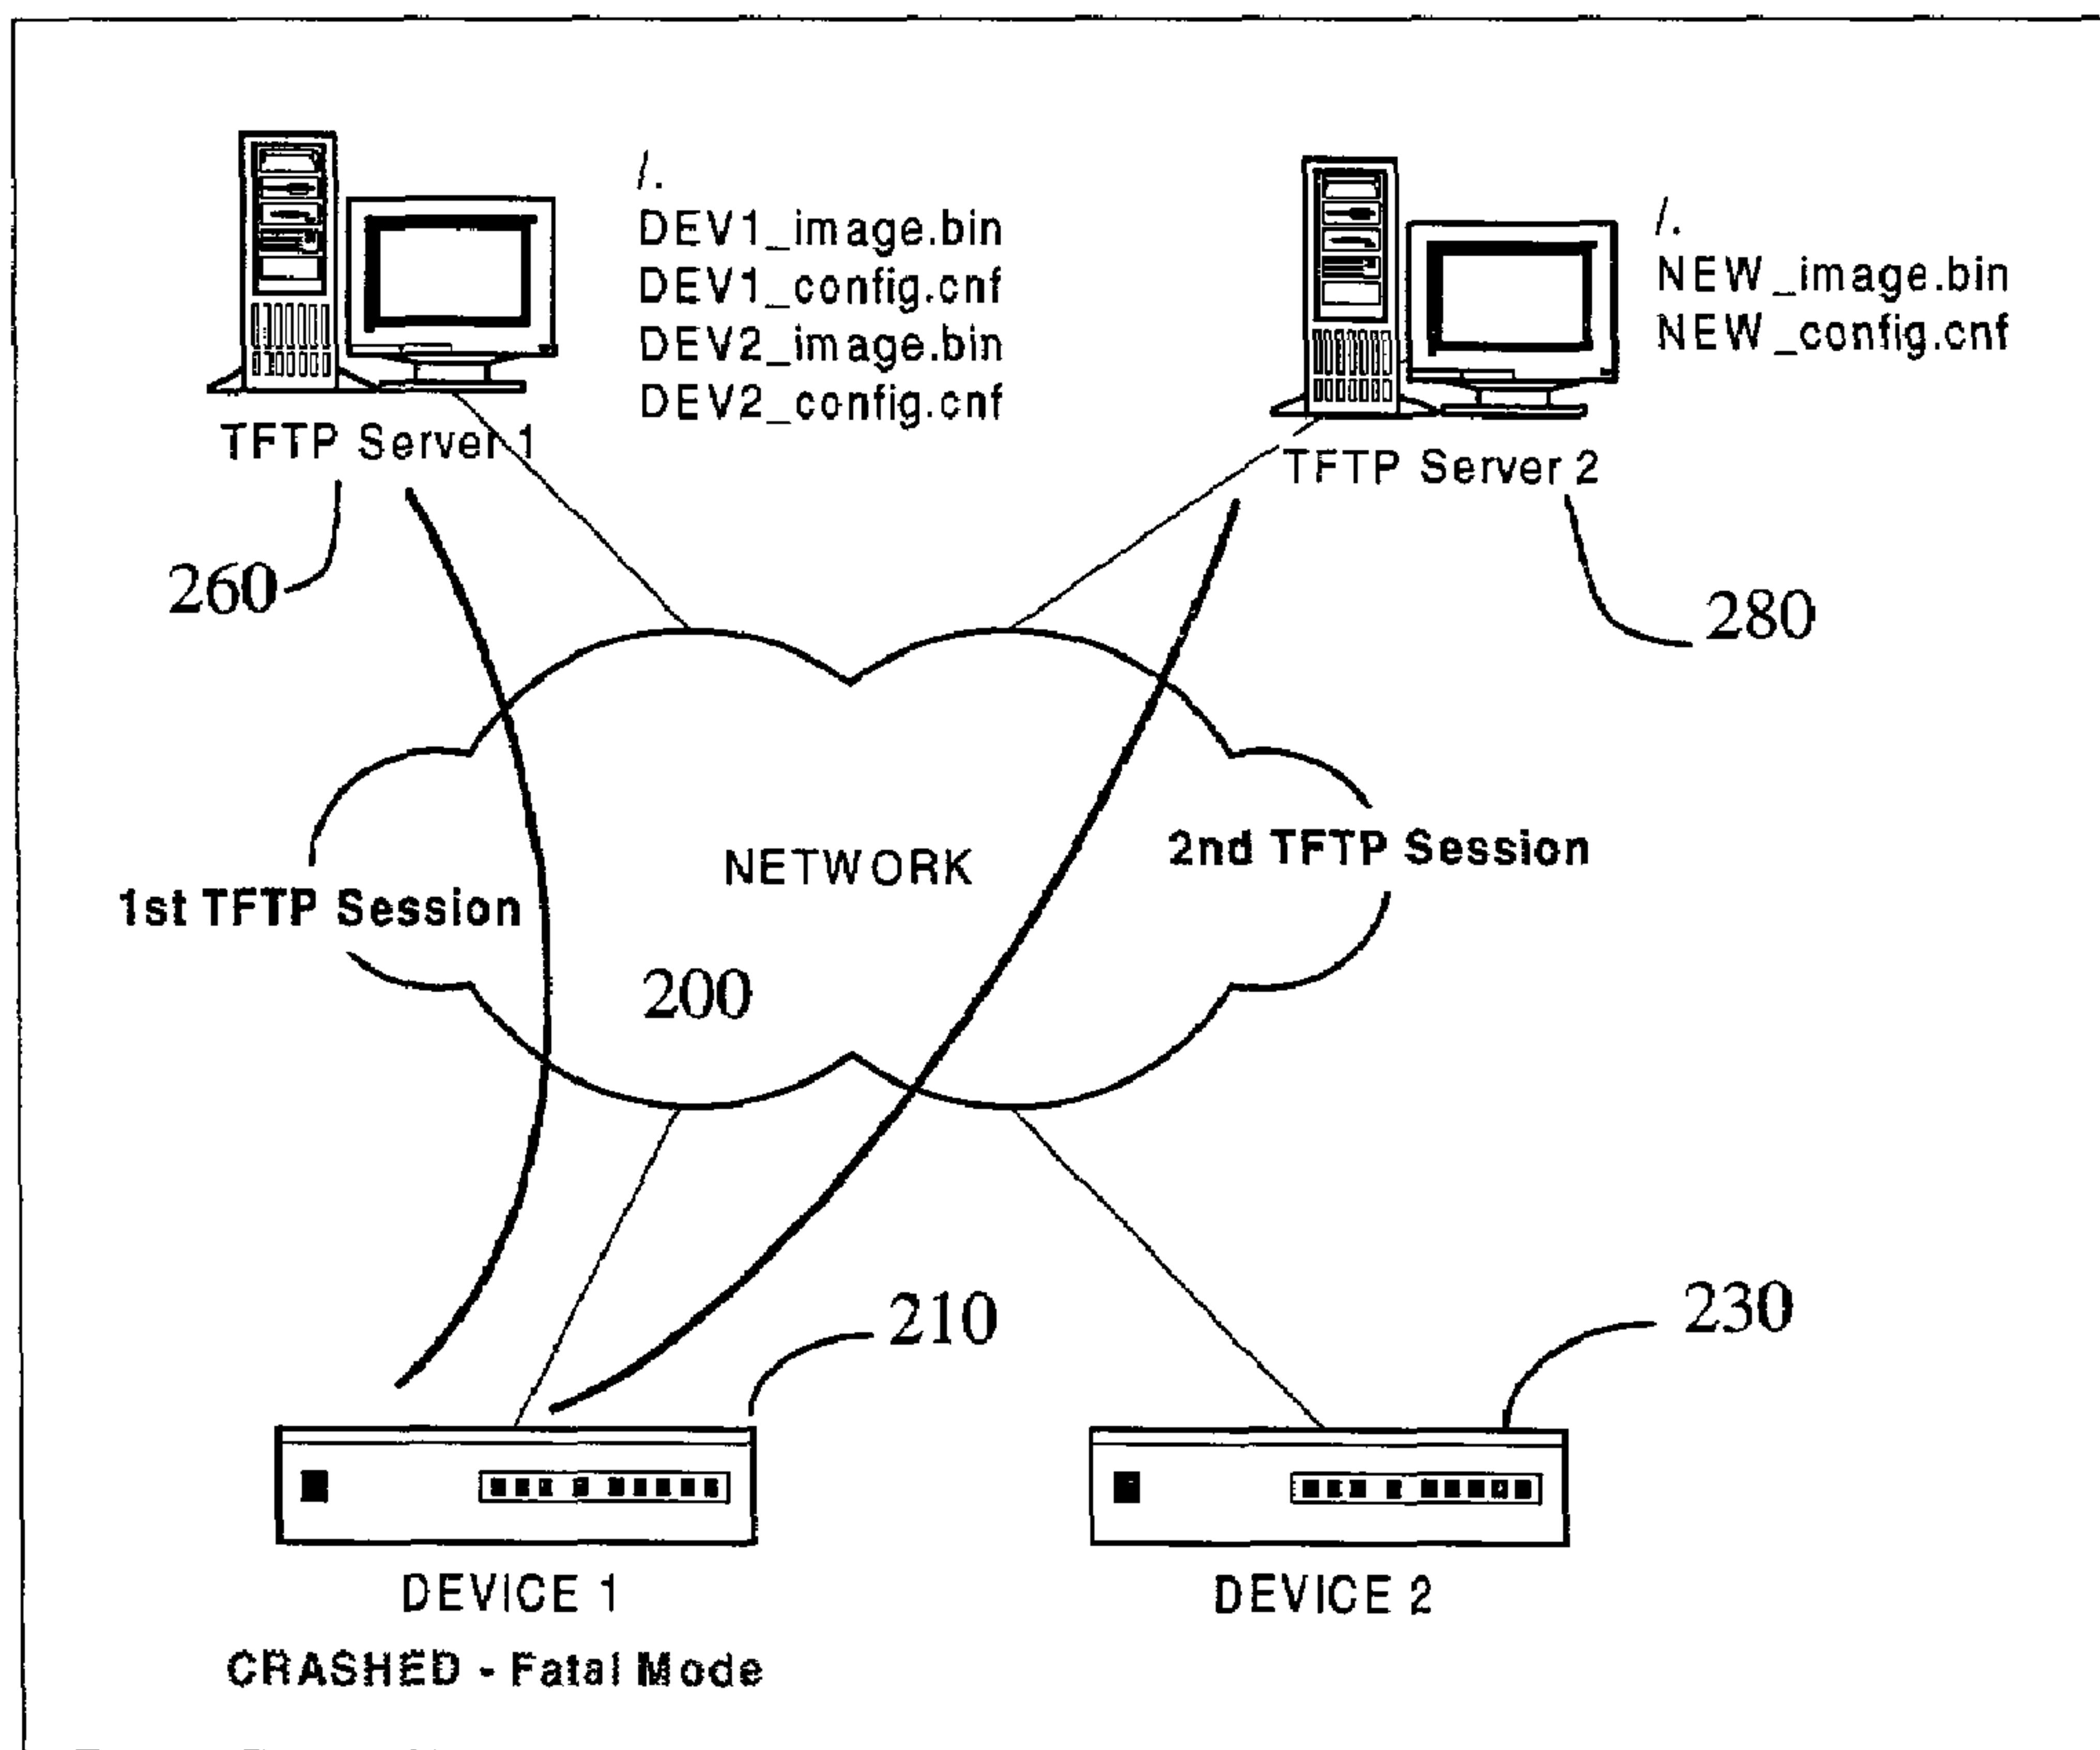 /.
DEV1_image.bin
DEV1_config.cnf
DEV2_image.bin
DEV2_config.cnf
TFTP Server 1
260
/.
NEW_image.bin
NEW_config.cnf
TFTP Server 2
280
NETWORK
2nd TFTP Session
1st TFTP Session
200
210
230
DEVICE 1
DEVICE 2
CRASHED - Fatal Mode